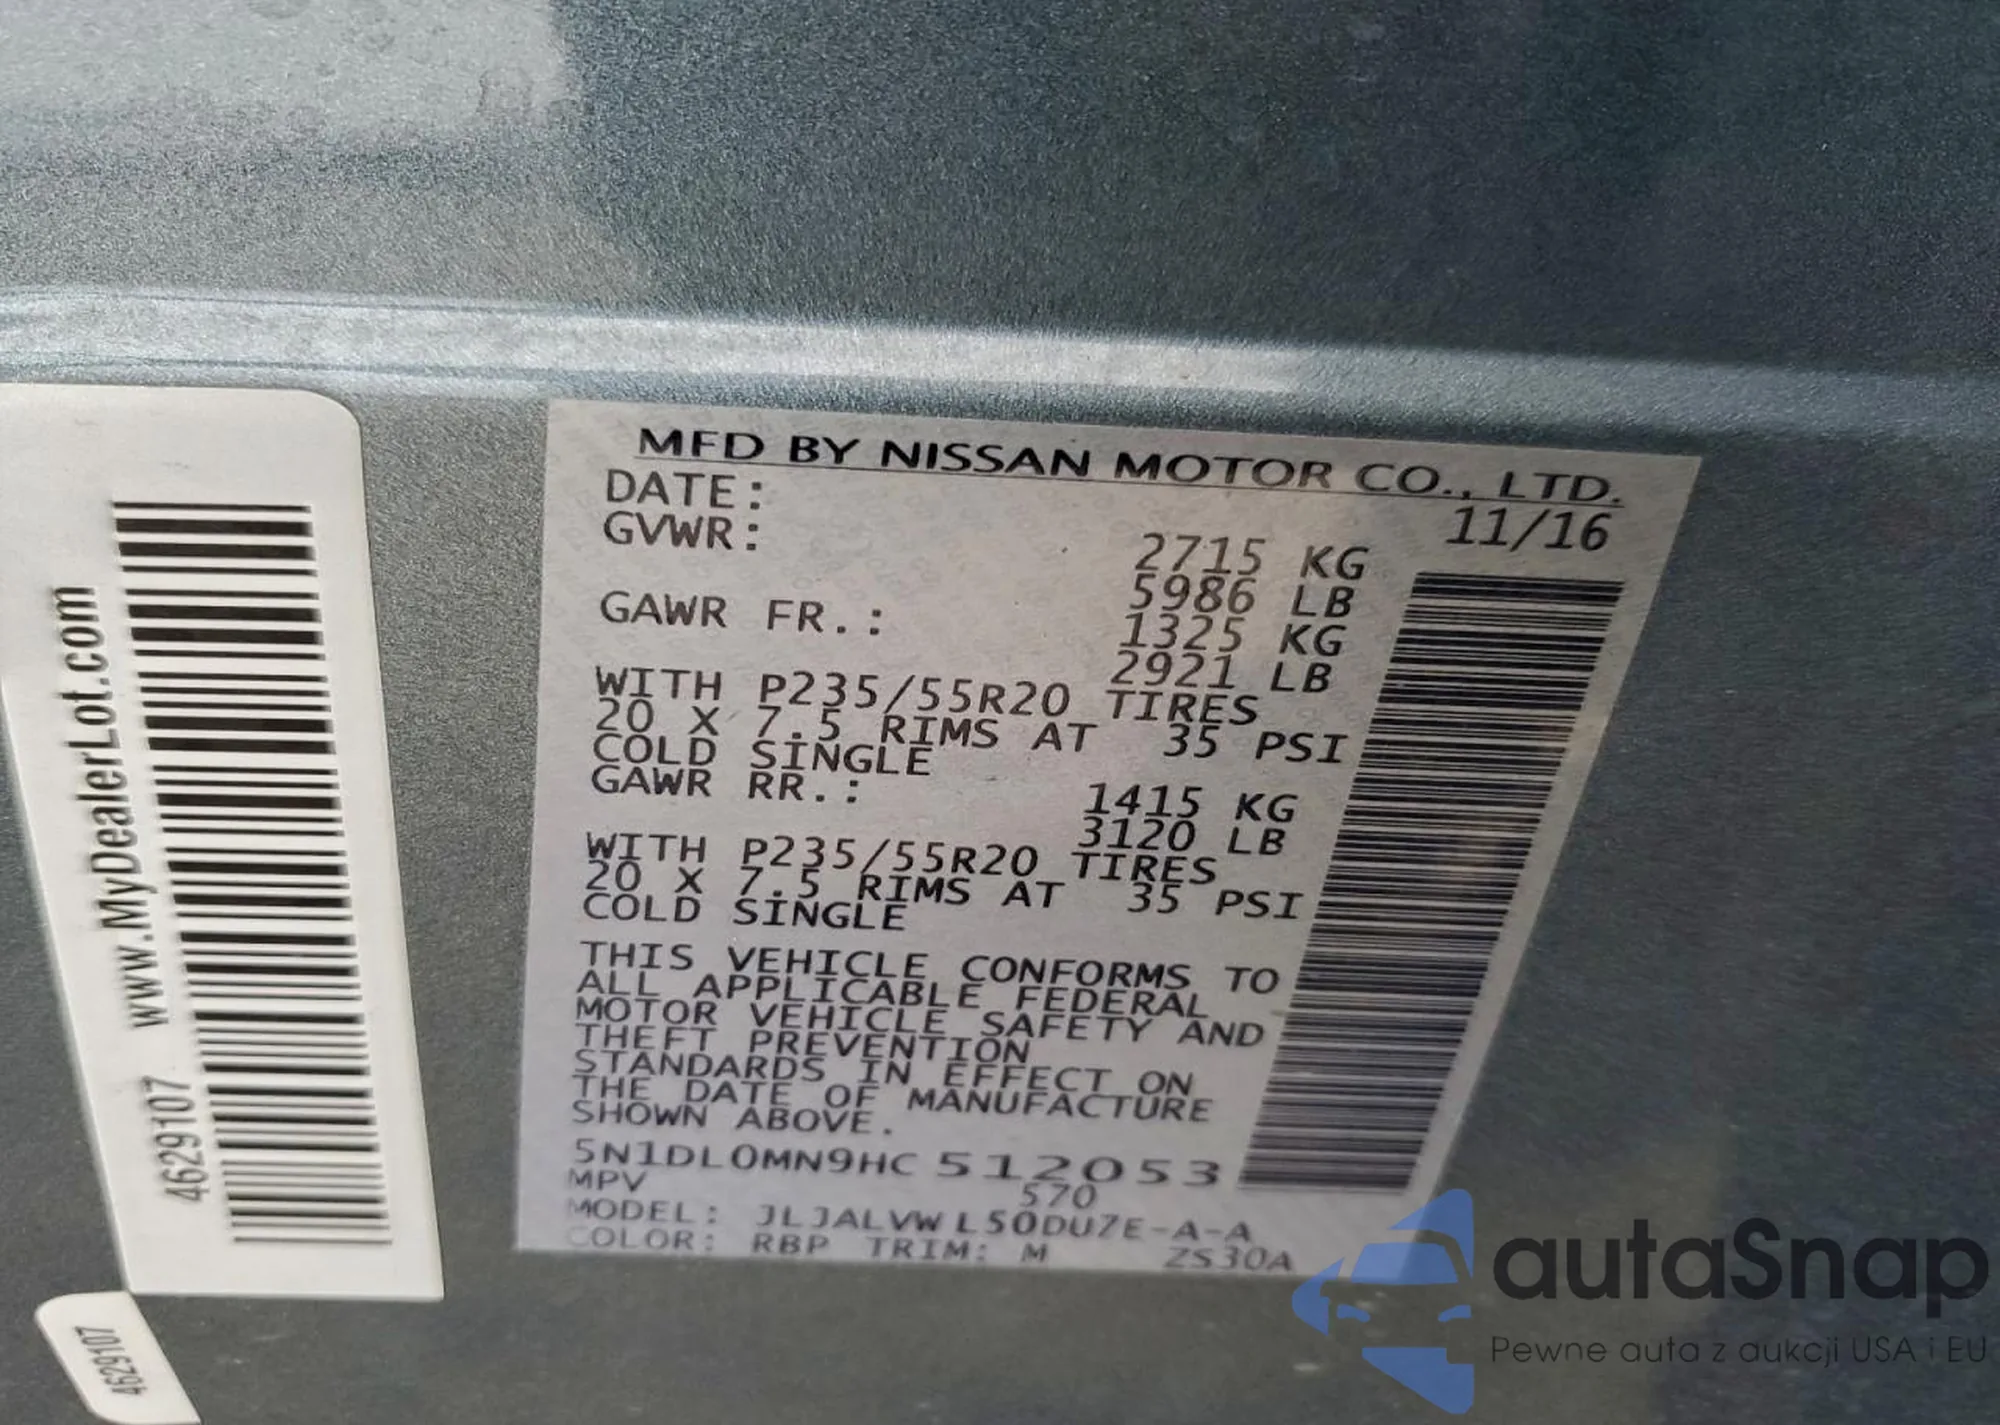 MFD BY NISSAN MOTOR CO., LTD.
DATE: 11/16
GVWR: 2715 KG
5986 LB
GAWR FR.: 1325 KG
2921 LB
WITH P235/55R20 TIRES
20 X 7.5 RIMS AT 35 PSI
COLD SINGLE
GAWR RR.: 1415 KG
3120 LB
WITH P235/55R20 TIRES
20 X 7.5 RIMS AT 35 PSI
COLD SINGLE
THIS VEHICLE CONFORMS TO
ALL APPLICABLE FEDERAL
MOTOR VEHICLE SAFETY AND
THEFT PREVENTION
STANDARDS IN EFFECT ON
THE DATE OF MANUFACTURE
SHOWN ABOVE.
5N1DL0MN9HC 512053
MPV 570
MODEL: JLJALVWL50DUZE-A-A
COLOR: RBP TRIM: M ZS30A
www.MyDealerLot.com
4629107
4629107
autaSnap
Pewne auta z aukcji USA i EU